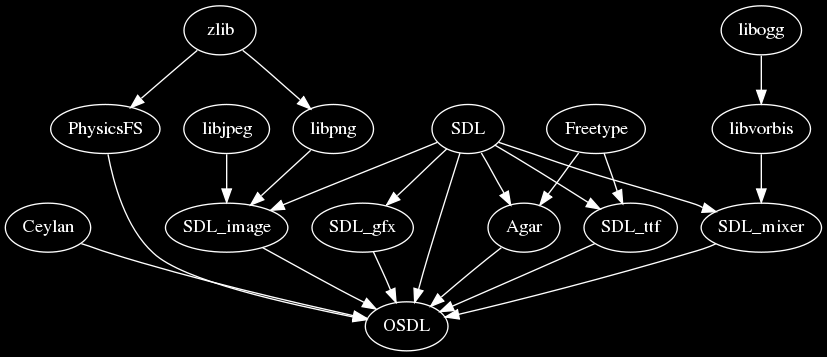 zlib
libogg
PhysicsFS
libjpeg
libpng
SDL
Freetype
libvorbis
Ceylan
SDL_image
SDL_gfx
Agar
SDL_ttf
SDL_mixer
OSDL